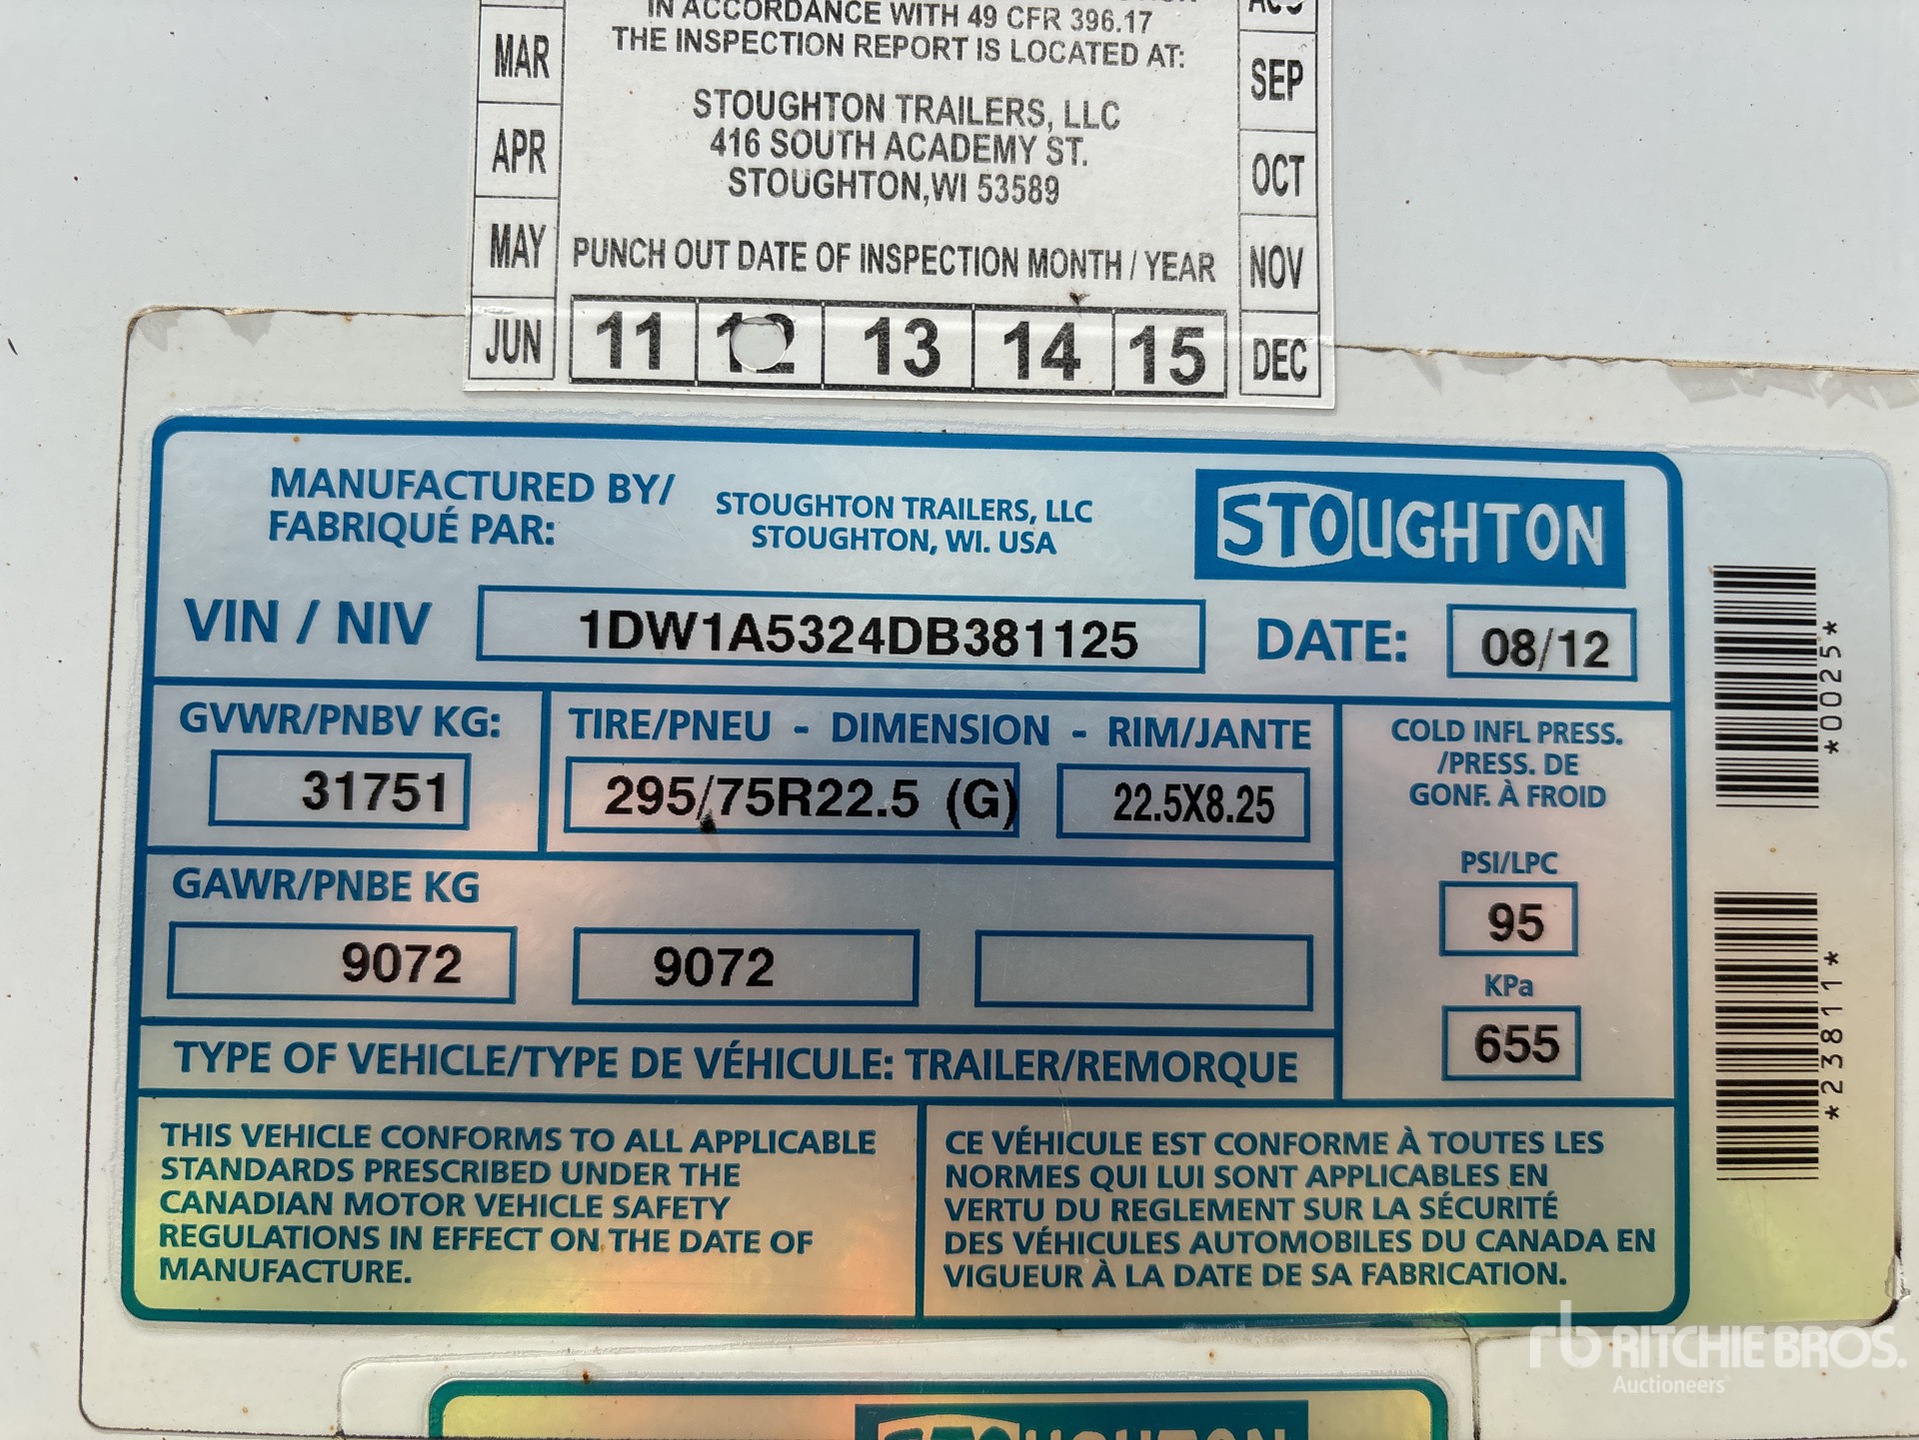 IN ACCORDANCE WITH 49 CFR 396.17
THE INSPECTION REPORT IS LOCATED AT:
STOUGHTON TRAILERS, LLC
416 SOUTH ACADEMY ST.
STOUGHTON, WI 53589
PUNCH OUT DATE OF INSPECTION MONTH / YEAR
MAR
APR
MAY
JUN
11 12 13 14 15
AUG
SEP
OCT
NOV
DEC
MANUFACTURED BY/
FABRIQUÉ PAR:
STOUGHTON TRAILERS, LLC
STOUGHTON, WI. USA
STOUGHTON
VIN / NIV 1DW1A5324DB381125 DATE: 08/12
GVWR/PNBV KG:
31751
TIRE/PNEU - DIMENSION - RIM/JANTE
295/75R22.5 (G) 22.5X8.25
COLD INFL PRESS.
/PRESS. DE
GONF. À FROID
PSI/LPC
95
KPa
655
GAWR/PNBE KG
9072 9072
TYPE OF VEHICLE/TYPE DE VÉHICULE: TRAILER/REMORQUE
THIS VEHICLE CONFORMS TO ALL APPLICABLE
STANDARDS PRESCRIBED UNDER THE
CANADIAN MOTOR VEHICLE SAFETY
REGULATIONS IN EFFECT ON THE DATE OF
MANUFACTURE.
CE VÉHICULE EST CONFORME À TOUTES LES
NORMES QUI LUI SONT APPLICABLES EN
VERTU DU REGLEMENT SUR LA SÉCURITÉ
DES VÉHICULES AUTOMOBILES DU CANADA EN
VIGUEUR À LA DATE DE SA FABRICATION.
*0025*
*23811*
rb RITCHIE BROS.
Auctioneers
STOUGHTON